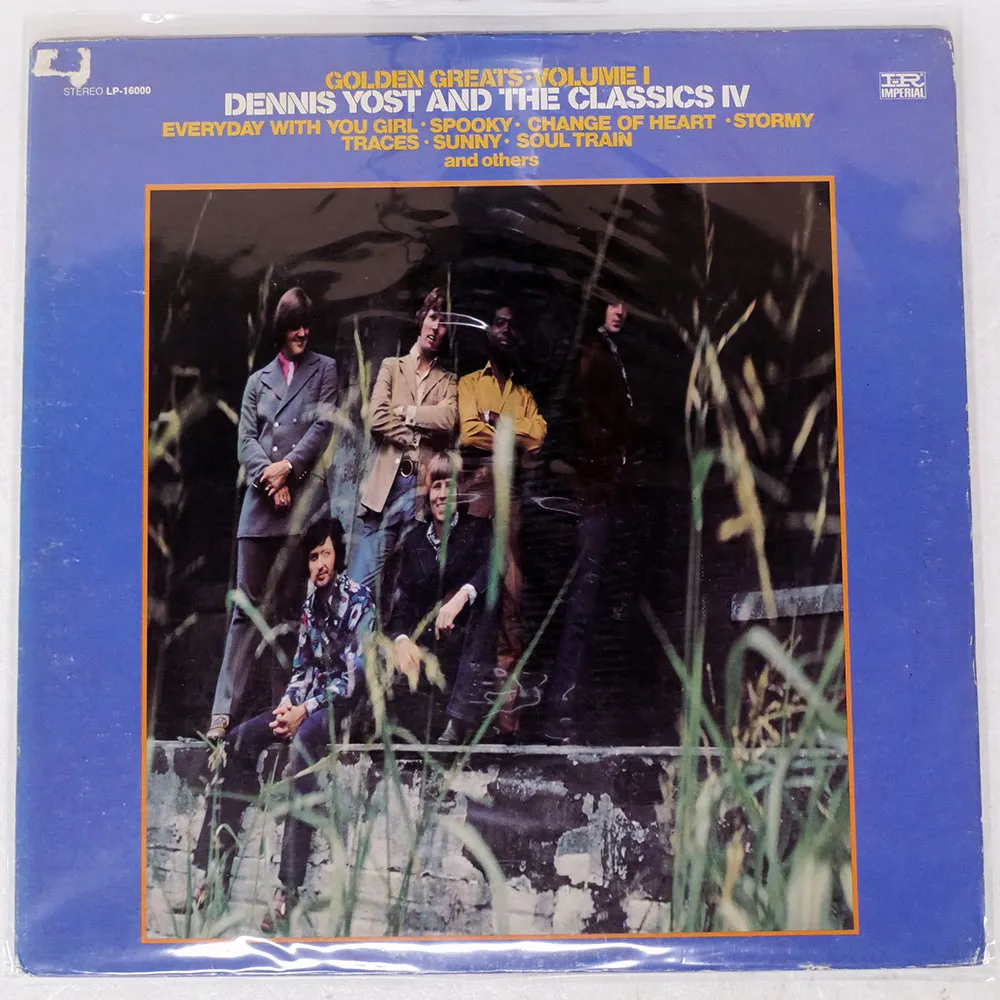 STEREO LP-16000
GOLDEN GREATS·VOLUME I
DENNIS YOST AND THE CLASSICS IV
EVERYDAY WITH YOU GIRL · SPOOKY · CHANGE OF HEART · STORMY
TRACES · SUNNY · SOUL TRAIN
and others
IR
IMPERIAL